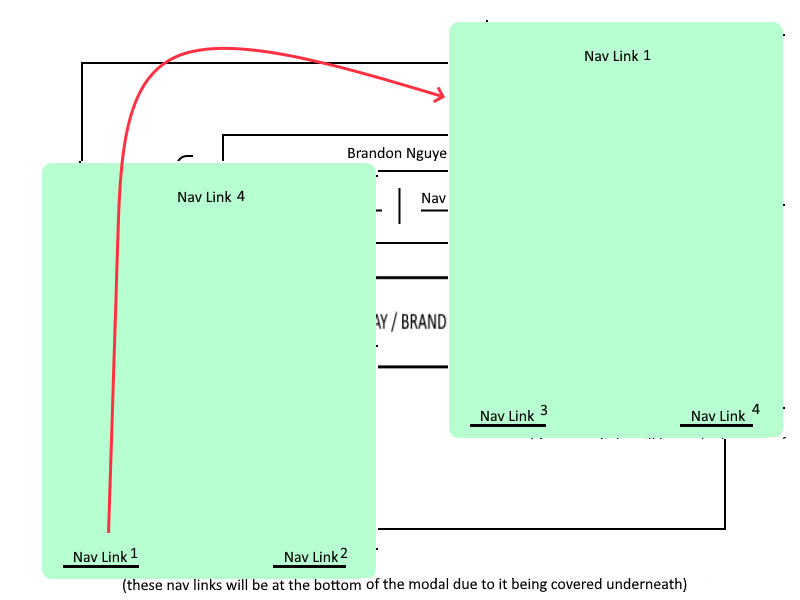 Nav Link 1
Brandon Nguye
Nav Link 4
Nav
AY / BRAND
Nav Link 3
Nav Link 4
Nav Link 1
Nav Link 2
(these nav links will be at the bottom of the modal due to it being covered underneath)